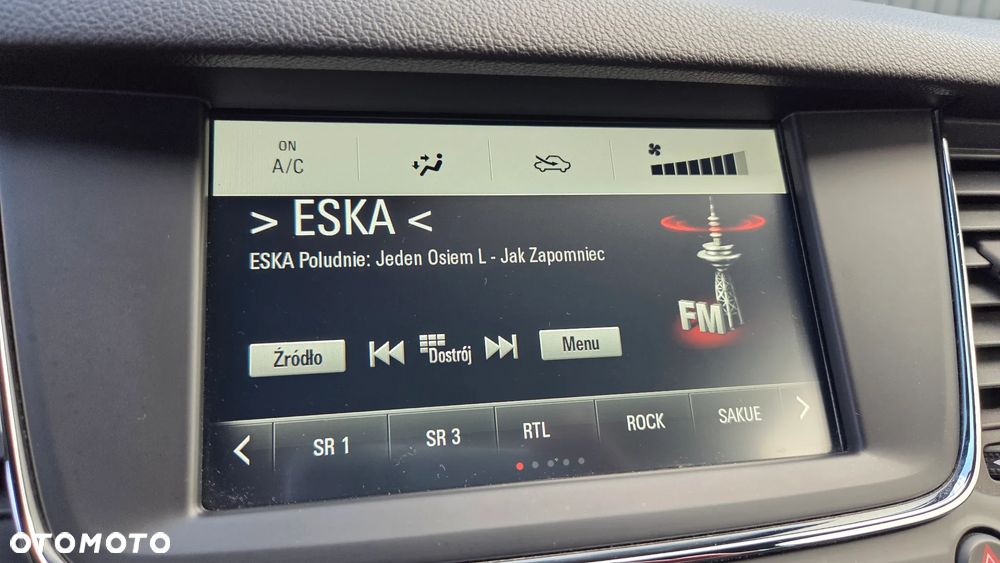 ON
A/C
> ESKA <
ESKA Poludnie: Jeden Osiem L - Jak Zapomniec
FM
Źródło Dostrój Menu
SR 1 SR 3 RTL ROCK SAKUE
OTOMOTO